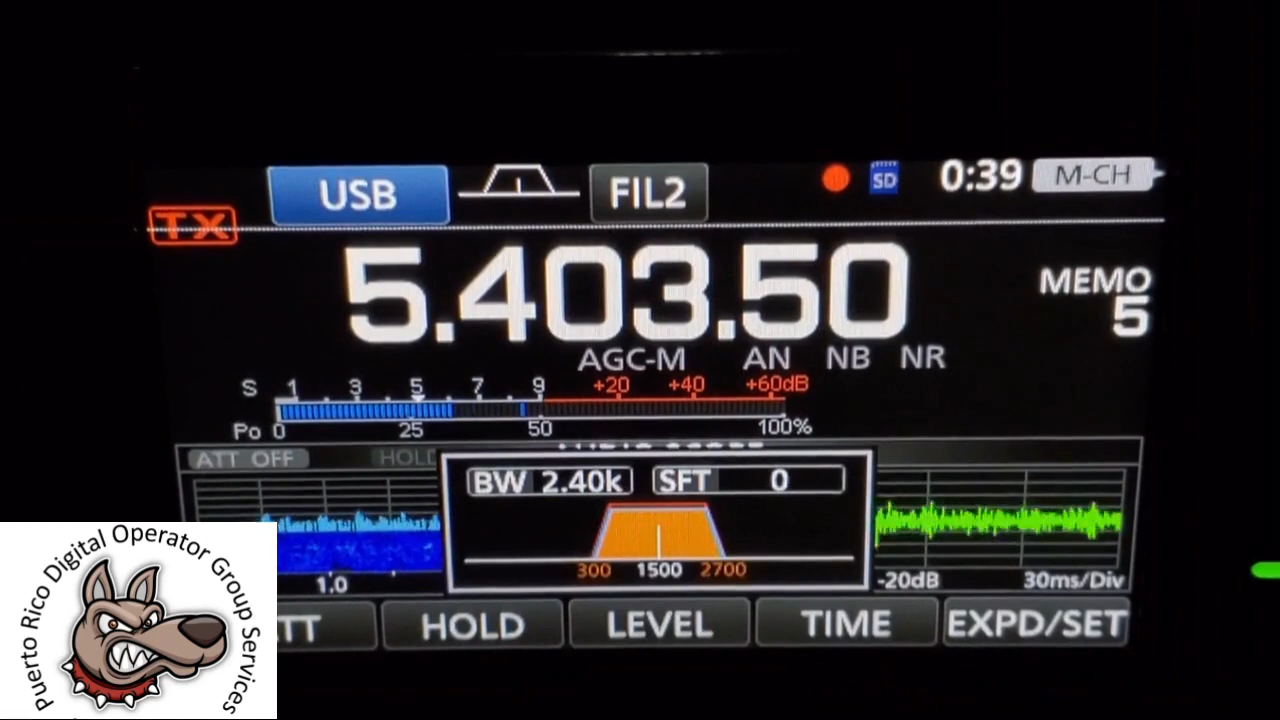 USB
FIL2
SD
0:39
M-CH
TX
5.403.50
MEMO
5
AGC-M AN NB NR
S 1 3 5 7 9 +20 +40 +60dB
Po 0 25 50 100%
ATT OFF
HOLD
BW 2.40k
SFT 0
300 1500 2700
1.0
-20dB
30ms/Div
TT
HOLD
LEVEL
TIME
EXPD/SET
Puerto Rico Digital Operator Group Services